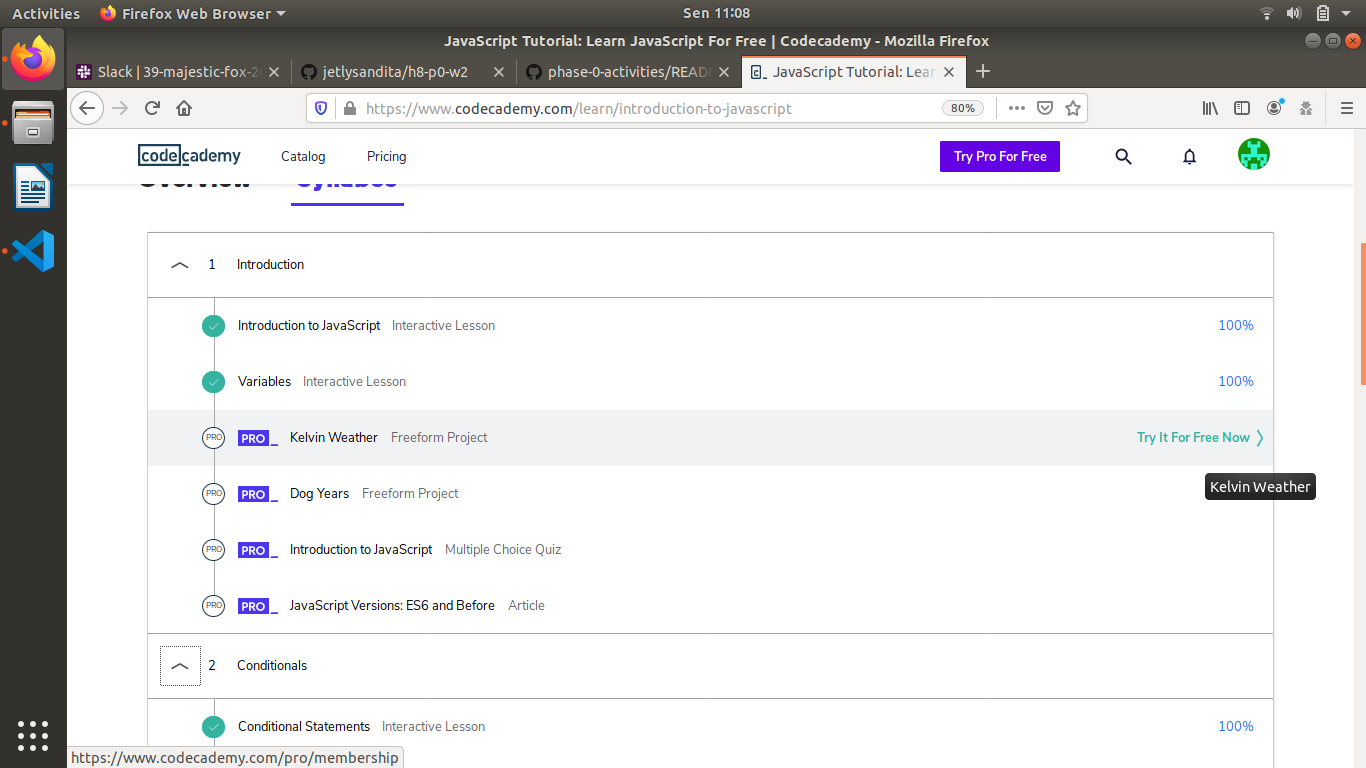 Activities Firefox Web Browser Sen 11:08
JavaScript Tutorial: Learn JavaScript For Free | Codecademy - Mozilla Firefox
Slack | 39-majestic-fox-2 jetlysandita/h8-p0-w2 phase-0-activities/READ JavaScript Tutorial: Lear
https://www.codecademy.com/learn/introduction-to-javascript 80%
codecademy Catalog Pricing Try Pro For Free
Overview Syllabus
1 Introduction
Introduction to JavaScript Interactive Lesson 100%
Variables Interactive Lesson 100%
PRO PRO_ Kelvin Weather Freeform Project Try It For Free Now
Kelvin Weather
PRO PRO_ Dog Years Freeform Project
PRO PRO_ Introduction to JavaScript Multiple Choice Quiz
PRO PRO_ JavaScript Versions: ES6 and Before Article
2 Conditionals
Conditional Statements Interactive Lesson 100%
https://www.codecademy.com/pro/membership